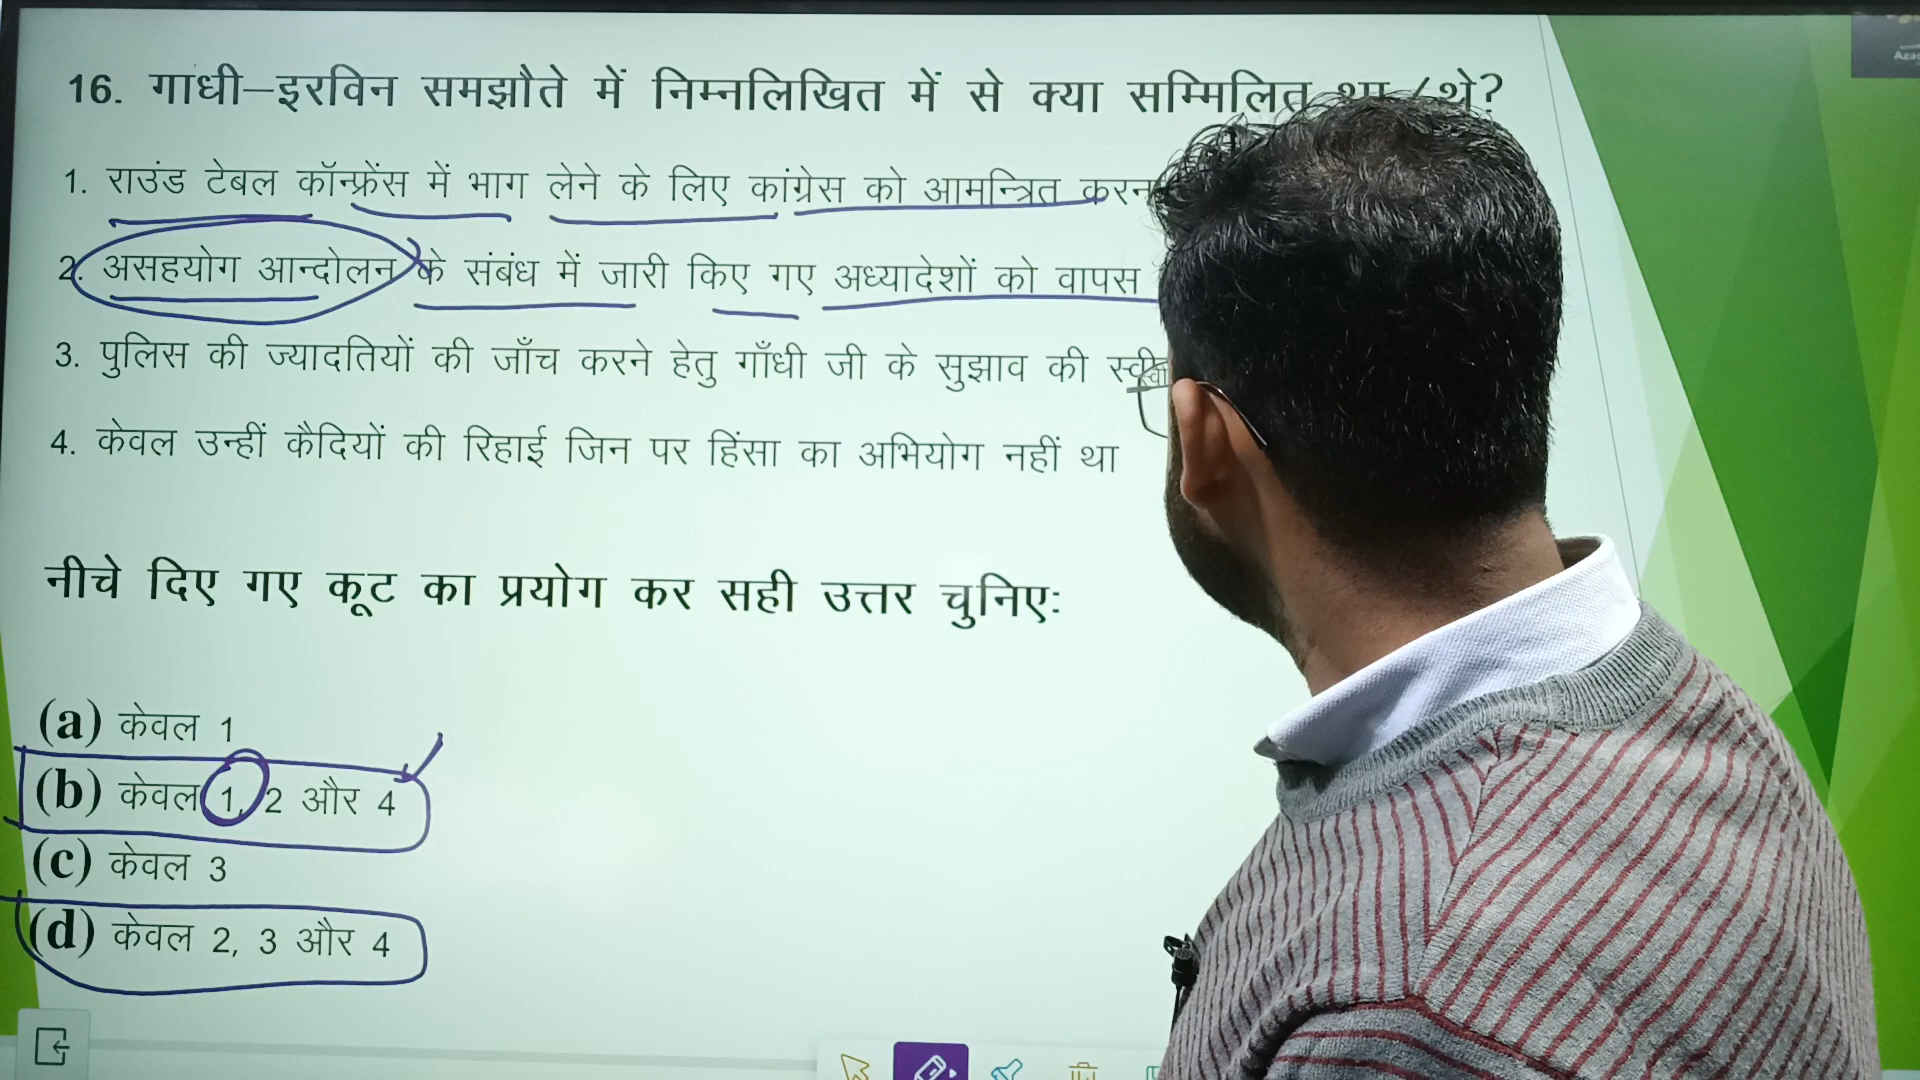 16. गांधी–इरविन समझौते में निम्नलिखित में से क्या सम्मिलित था/थे?
1. राउंड टेबल कॉन्फ्रेंस में भाग लेने के लिए कांग्रेस को आमन्त्रित
2. असहयोग आन्दोलन के संबंध में जारी किए गए अध्यादेशों को वापस
3. पुलिस की ज्यादतियों की जाँच करने हेतु गाँधी जी के सुझाव की
4. केवल उन्हीं कैदियों की रिहाई जिन पर हिंसा का अभियोग नहीं था
नीचे दिए गए कूट का प्रयोग कर सही उत्तर चुनिए:
(a) केवल 1
(b) केवल 1, 2 और 4
(c) केवल 3
(d) केवल 2, 3 और 4